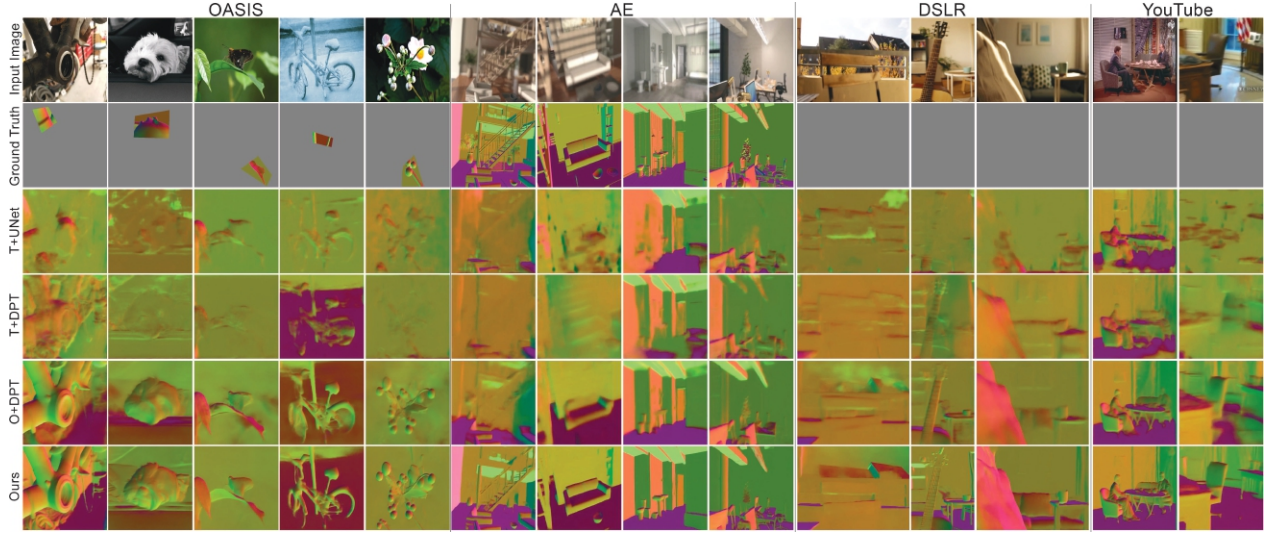 OASIS AE DSLR YouTube
Input Image
Ground Truth
T+UNet
T+DPT
O+DPT
Ours